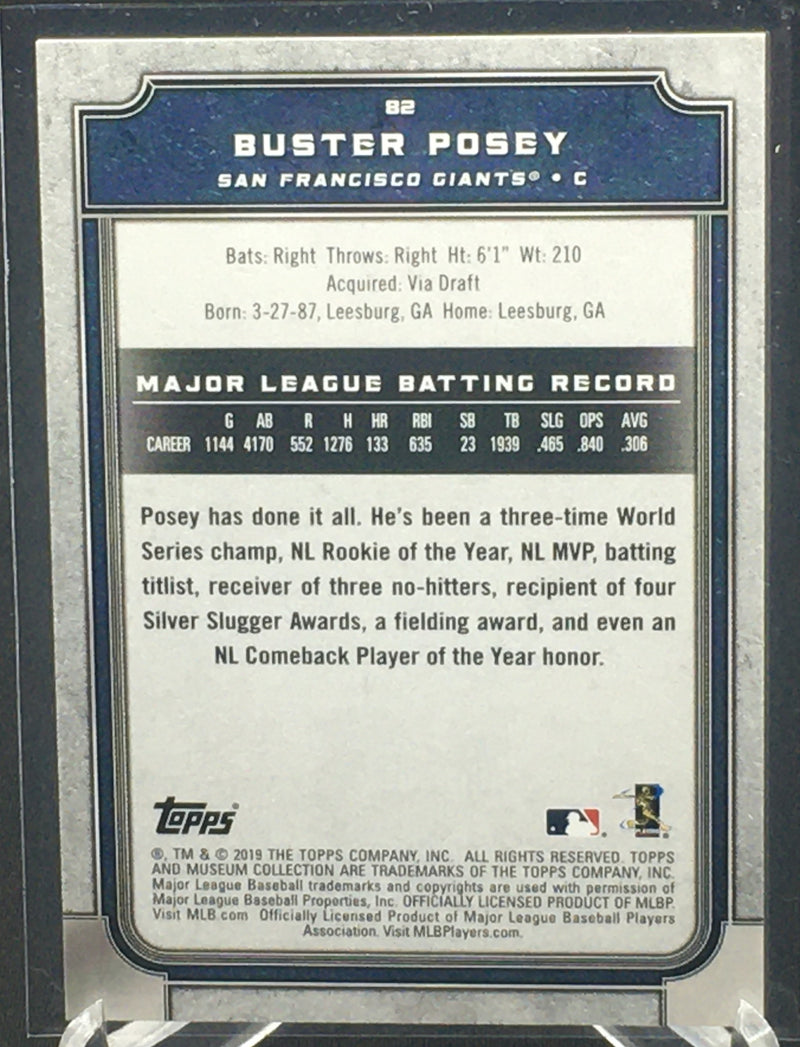 82
BUSTER POSEY
SAN FRANCISCO GIANTS® • C
Bats: Right Throws: Right Ht: 6'1" Wt: 210
Acquired: Via Draft
Born: 3-27-87, Leesburg, GA Home: Leesburg, GA
MAJOR LEAGUE BATTING RECORD
G AB R H HR RBI SB TB SLG OPS AVG
CAREER 1144 4170 552 1276 133 635 23 1939 .465 .840 .306
Posey has done it all. He's been a three-time World
Series champ, NL Rookie of the Year, NL MVP, batting
titlist, receiver of three no-hitters, recipient of four
Silver Slugger Awards, a fielding award, and even an
NL Comeback Player of the Year honor.
topps®
®, TM & © 2019 THE TOPPS COMPANY, INC. ALL RIGHTS RESERVED. TOPPS
AND MUSEUM COLLECTION ARE TRADEMARKS OF THE TOPPS COMPANY, INC.
Major League Baseball trademarks and copyrights are used with permission of
Major League Baseball Properties, Inc. OFFICIALLY LICENSED PRODUCT OF MLBP.
Visit MLB.com Officially Licensed Product of Major League Baseball Players
Association. Visit MLBPlayers.com.